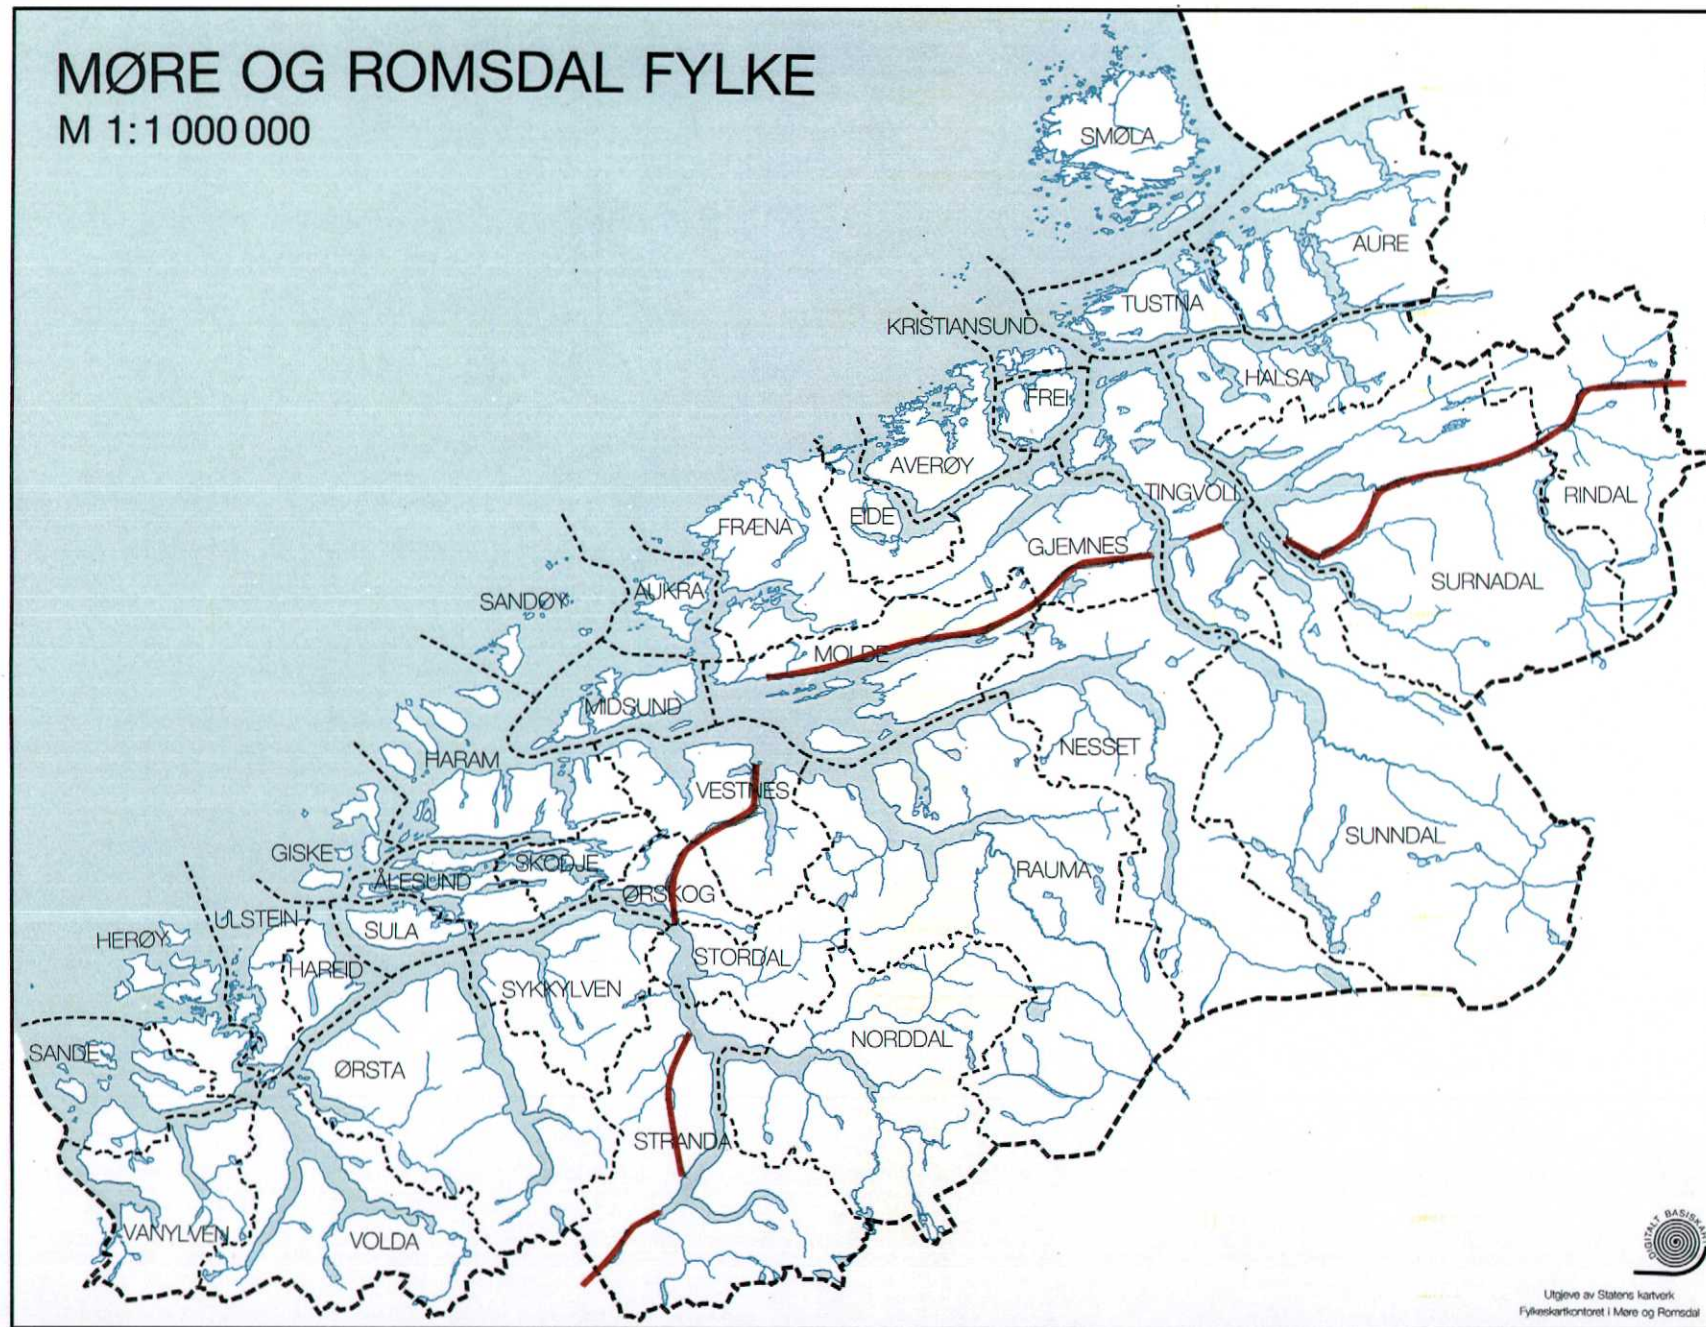 MØRE OG ROMSDAL FYLKE
M 1:1 000 000
SMØLA
AURE
TUSTNA
KRISTIANSUND
HALSA
FREI
AVERØY
TINGVOLL
RINDAL
EIDE
FRÆNA
GJEMNES
SURNADAL
AUKRA
SANDØY
MOLDE
MIDSUND
NESSET
HARAM
VESTNES
SUNNDAL
GISKE
SKODJE
RAUMA
ÅLESUND
ØRSKOG
ULSTEIN
SULA
HERØY
STORDAL
HAREID
SYKKYLVEN
NORDDAL
SANDE
ØRSTA
STRANDA
VANYLVEN
VOLDA
DIGITALT BASISKART
Utgjeve av Statens kartverk
Fylkeskartkontoret i Møre og Romsdal